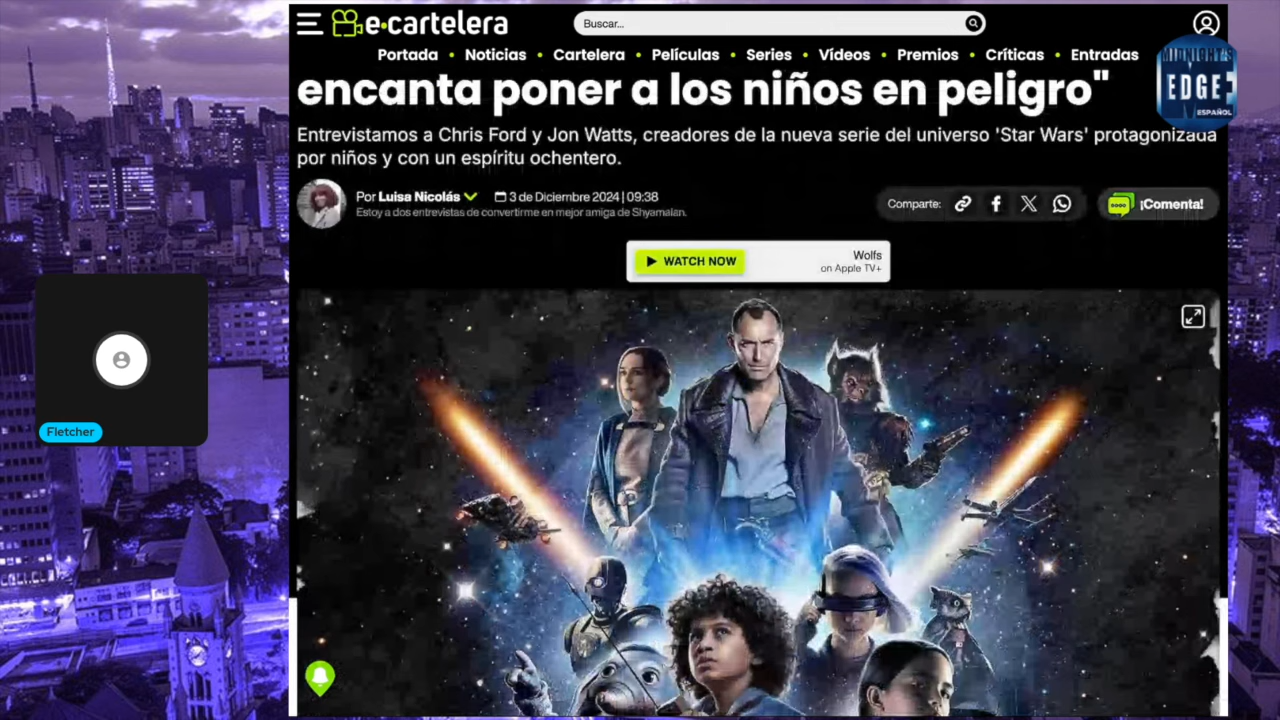 e·cartelera
Buscar...
Portada • Noticias • Cartelera • Películas • Series • Vídeos • Premios • Críticas • Entradas
MIDNIGHT'S
EDGE
ESPAÑOL
encanta poner a los niños en peligro"
Entrevistamos a Chris Ford y Jon Watts, creadores de la nueva serie del universo 'Star Wars' protagonizada
por niños y con un espíritu ochentero.
Por Luisa Nicolás
3 de Diciembre 2024 | 09:38
Estoy a dos entrevistas de convertirme en mejor amiga de Shyamalan.
Comparte:
¡Comenta!
WATCH NOW
Wolfs
on Apple TV+
Fletcher